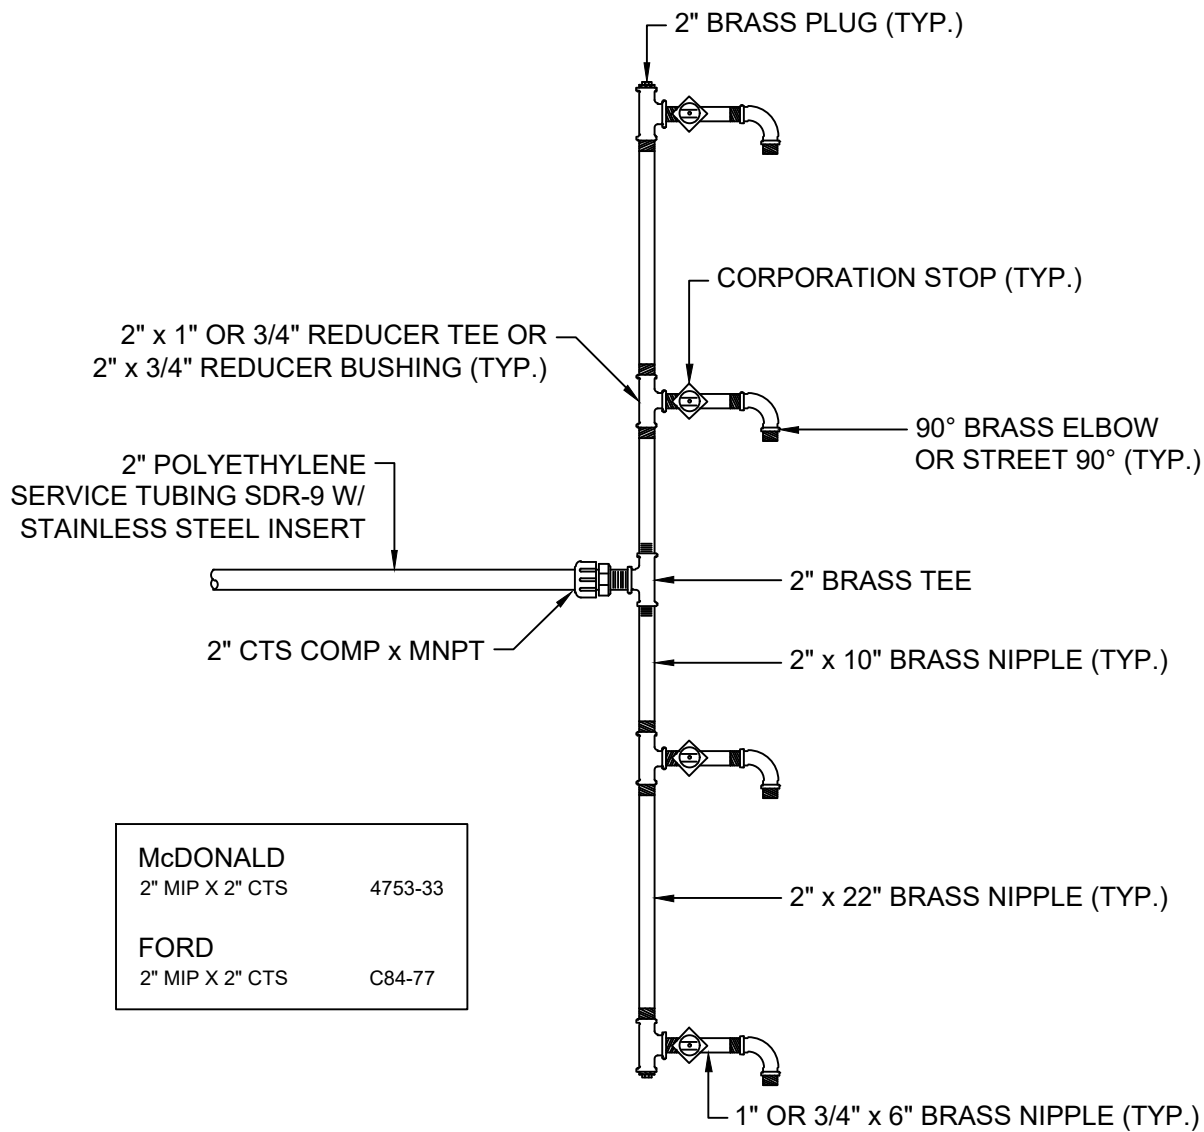 2" BRASS PLUG (TYP.)
CORPORATION STOP (TYP.)
2" x 1" OR 3/4" REDUCER TEE OR
2" x 3/4" REDUCER BUSHING (TYP.)
90° BRASS ELBOW
OR STREET 90° (TYP.)
2" POLYETHYLENE
SERVICE TUBING SDR-9 W/
STAINLESS STEEL INSERT
2" BRASS TEE
2" CTS COMP x MNPT
2" x 10" BRASS NIPPLE (TYP.)
McDONALD
2" MIP X 2" CTS 4753-33
FORD
2" MIP X 2" CTS C84-77
2" x 22" BRASS NIPPLE (TYP.)
1" OR 3/4" x 6" BRASS NIPPLE (TYP.)